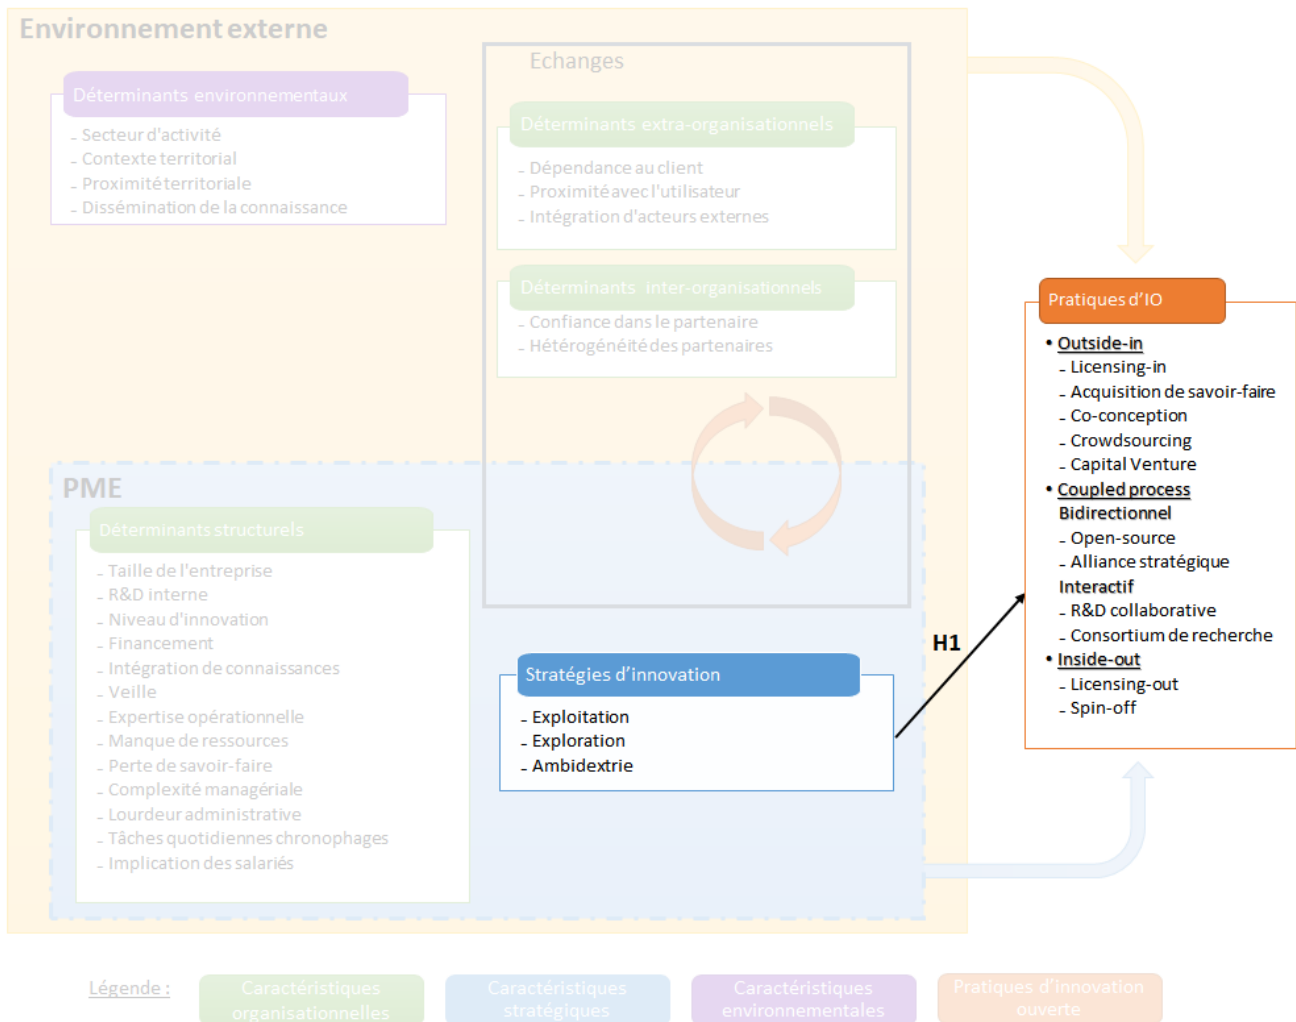 Environnement externe
Déterminants environnementaux
- Secteur d'activité
- Contexte territorial
- Proximité territoriale
- Dissémination de la connaissance
Echanges
Déterminants extra-organisationnels
- Dépendance au client
- Proximité avec l'utilisateur
- Intégration d'acteurs externes
Déterminants inter-organisationnels
- Confiance dans le partenaire
- Hétérogénéité des partenaires
PME
Déterminants structurels
- Taille de l'entreprise
- R&D interne
- Niveau d'innovation
- Financement
- Intégration de connaissances
- Veille
- Expertise opérationnelle
- Manque de ressources
- Perte de savoir-faire
- Complexité managériale
- Lourdeur administrative
- Tâches quotidiennes chronophages
- Implication des salariés
Stratégies d'innovation
- Exploitation
- Exploration
- Ambidextrie
H1
Pratiques d'IO
• Outside-in
- Licensing-in
- Acquisition de savoir-faire
- Co-conception
- Crowdsourcing
- Capital Venture
• Coupled process
Bidirectionnel
- Open-source
- Alliance stratégique
Interactif
- R&D collaborative
- Consortium de recherche
• Inside-out
- Licensing-out
- Spin-off
Légende :
Caractéristiques
organisationnelles
Caractéristiques
stratégiques
Caractéristiques
environnementales
Pratiques d'innovation
ouverte